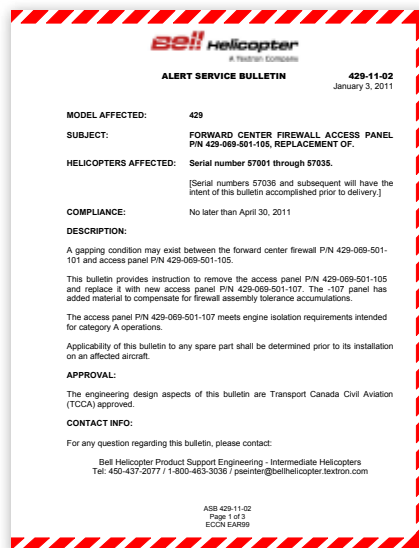 Bell Helicopter
A Textron Company
ALERT SERVICE BULLETIN 429-11-02
January 3, 2011
MODEL AFFECTED: 429
SUBJECT: FORWARD CENTER FIREWALL ACCESS PANEL
P/N 429-069-501-105, REPLACEMENT OF.
HELICOPTERS AFFECTED: Serial number 57001 through 57035.
[Serial numbers 57036 and subsequent will have the
intent of this bulletin accomplished prior to delivery.]
COMPLIANCE: No later than April 30, 2011
DESCRIPTION:
A gapping condition may exist between the forward center firewall P/N 429-069-501-
101 and access panel P/N 429-069-501-105.
This bulletin provides instruction to remove the access panel P/N 429-069-501-105
and replace it with new access panel P/N 429-069-501-107. The -107 panel has
added material to compensate for firewall assembly tolerance accumulations.
The access panel P/N 429-069-501-107 meets engine isolation requirements intended
for category A operations.
Applicability of this bulletin to any spare part shall be determined prior to its installation
on an affected aircraft.
APPROVAL:
The engineering design aspects of this bulletin are Transport Canada Civil Aviation
(TCCA) approved.
CONTACT INFO:
For any question regarding this bulletin, please contact:
Bell Helicopter Product Support Engineering - Intermediate Helicopters
Tel: 450-437-2077 / 1-800-463-3036 / pseinter@bellhelicopter.textron.com
ASB 429-11-02
Page 1 of 3
ECCN EAR99